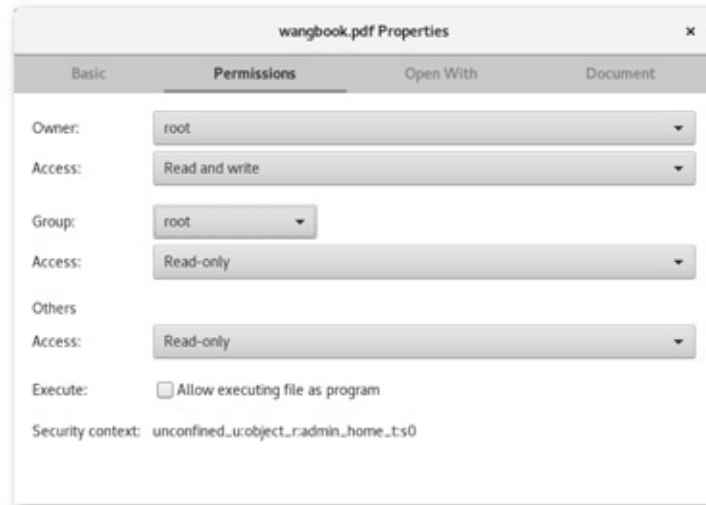 wangbook.pdf Properties ×
Basic Permissions Open With Document
Owner: root
Access: Read and write
Group: root
Access: Read-only
Others
Access: Read-only
Execute: Allow executing file as program
Security context: unconfined_u:object_r:admin_home_t:s0